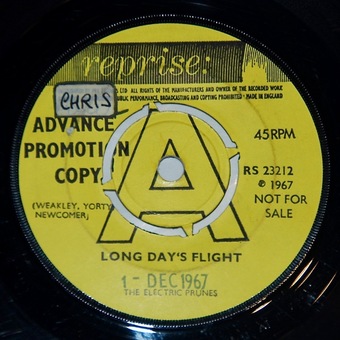 reprise:
LTD ALL RIGHTS OF THE MANUFACTURERS AND OWNER OF THE RECORDED WORK
PUBLIC PERFORMANCE, BROADCASTING AND COPYING PROHIBITED · MADE IN ENGLAND
CHRIS
ADVANCE
PROMOTION
COPY
A
45RPM
RS 23212
℗ 1967
NOT FOR
SALE
(WEAKLEY, YORTY
NEWCOMER)
LONG DAY'S FLIGHT
1 - DEC 1967
THE ELECTRIC PRUNES